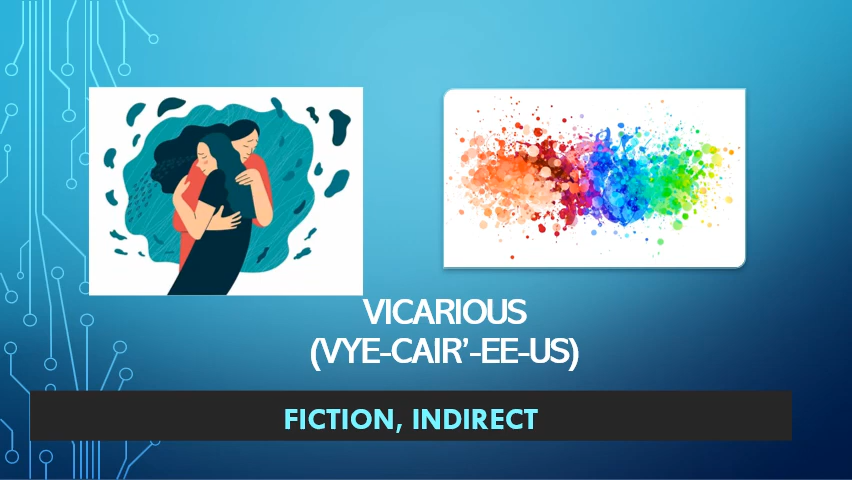 VICARIOUS
(VYE-CAIR’-EE-US)
FICTION, INDIRECT